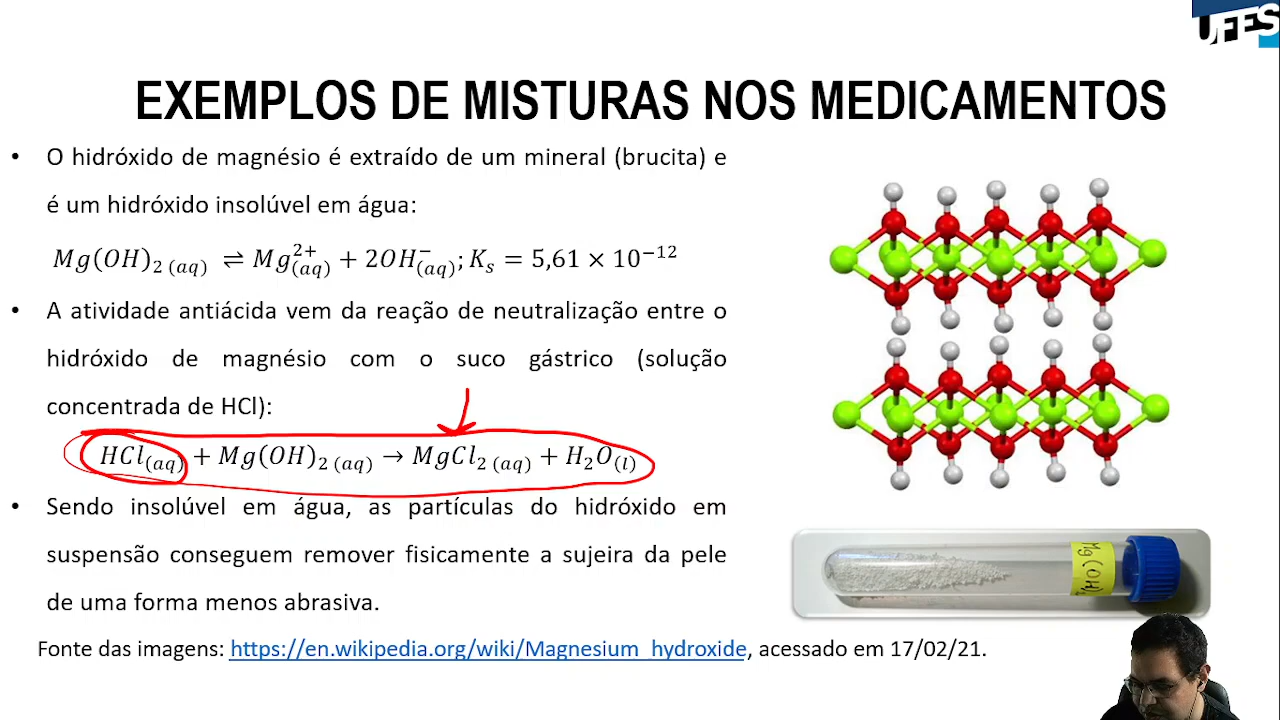 UFES
EXEMPLOS DE MISTURAS NOS MEDICAMENTOS
• O hidróxido de magnésio é extraído de um mineral (brucita) e
é um hidróxido insolúvel em água:
Mg(OH)₂ (aq) ⇌ Mg²⁺(aq) + 2OH⁻(aq); Kₛ = 5,61 × 10⁻¹²
• A atividade antiácida vem da reação de neutralização entre o
hidróxido de magnésio com o suco gástrico (solução
concentrada de HCl):
HCl(aq) + Mg(OH)₂ (aq) → MgCl₂ (aq) + H₂O(l)
• Sendo insolúvel em água, as partículas do hidróxido em
suspensão conseguem remover fisicamente a sujeira da pele
de uma forma menos abrasiva.
Mg(OH)₂
Fonte das imagens: https://en.wikipedia.org/wiki/Magnesium_hydroxide, acessado em 17/02/21.